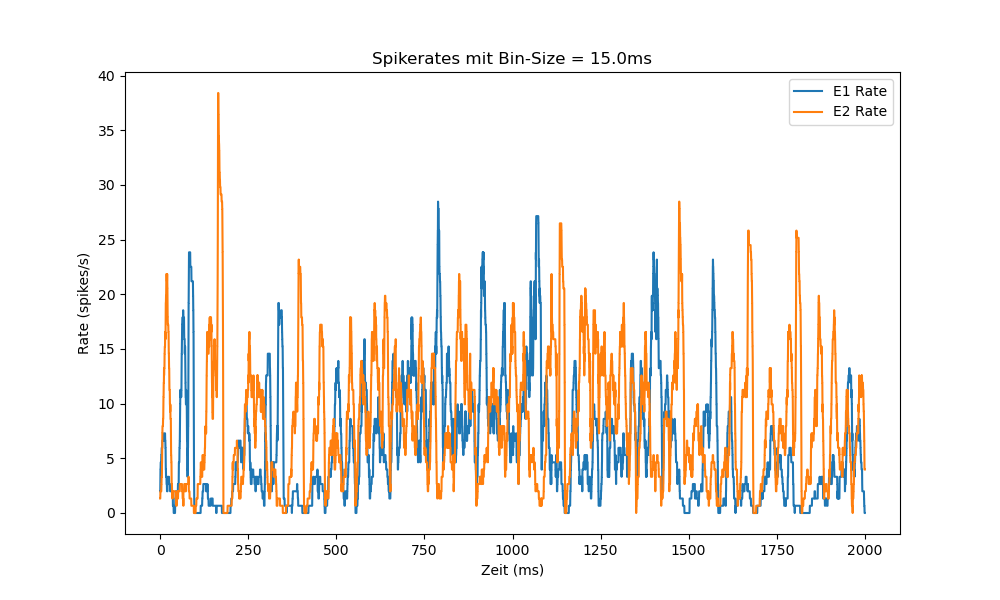 Spikerates mit Bin-Size = 15.0ms
E1 Rate
E2 Rate
Rate (spikes/s)
40
35
30
25
20
15
10
5
0
0 250 500 750 1000 1250 1500 1750 2000
Zeit (ms)